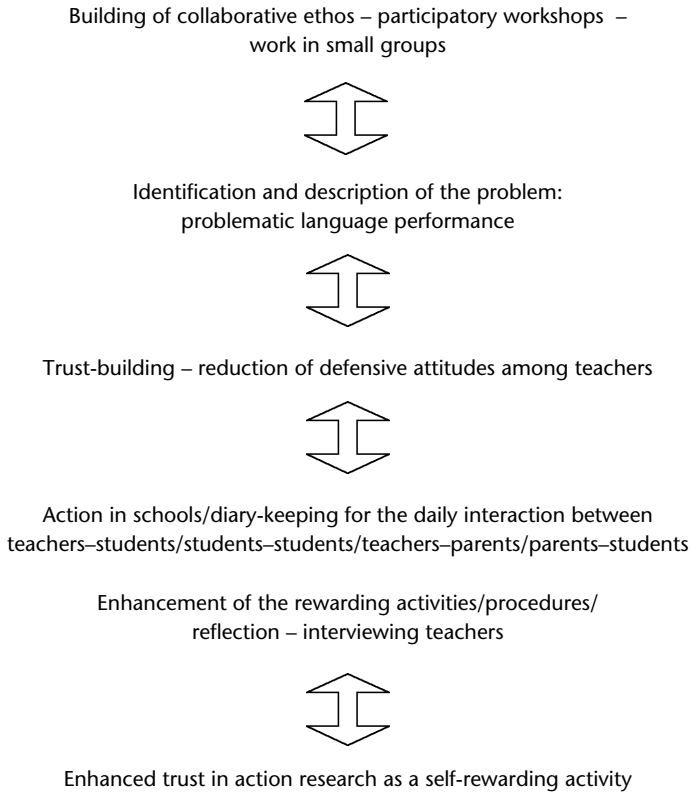 Building of collaborative ethos – participatory workshops –
work in small groups
Identification and description of the problem:
problematic language performance
Trust-building – reduction of defensive attitudes among teachers
Action in schools/diary-keeping for the daily interaction between
teachers–students/students–students/teachers–parents/parents–students
Enhancement of the rewarding activities/procedures/
reflection – interviewing teachers
Enhanced trust in action research as a self-rewarding activity